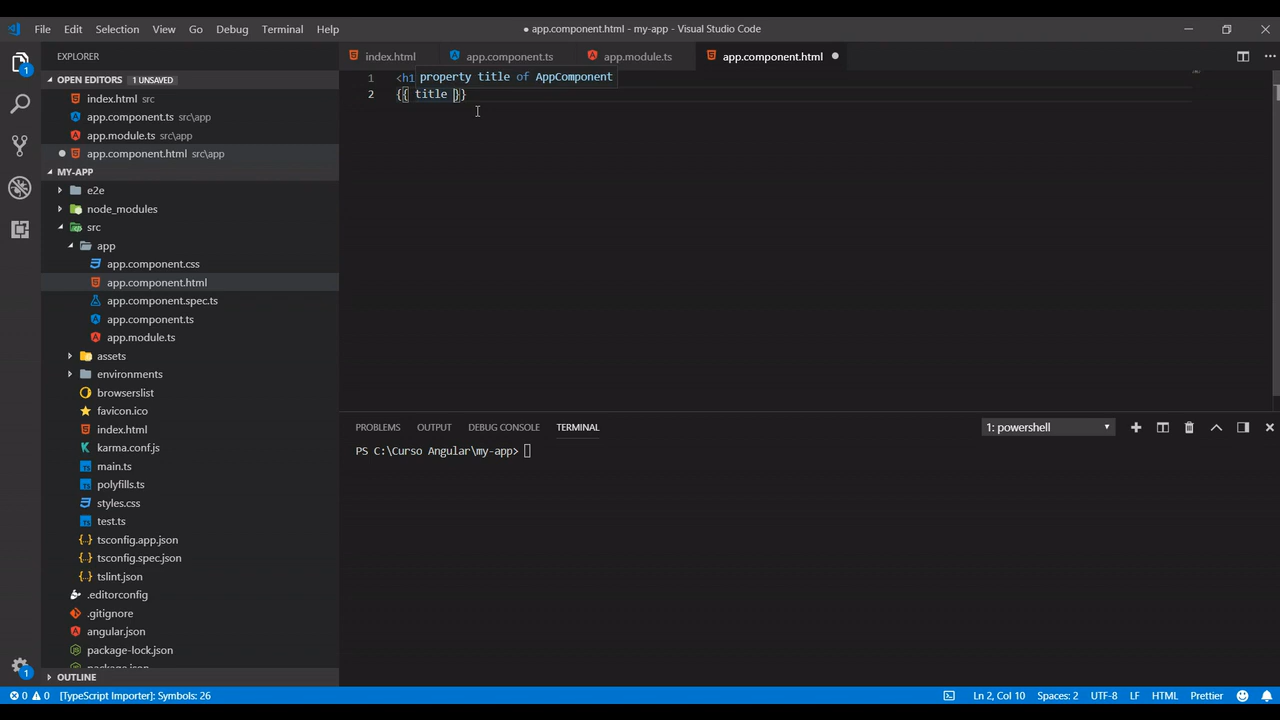 File Edit Selection View Go Debug Terminal Help
● app.component.html - my-app - Visual Studio Code
EXPLORER
index.html app.component.ts app.module.ts app.component.html
OPEN EDITORS 1 UNSAVED
index.html src
app.component.ts src\app
app.module.ts src\app
app.component.html src\app
MY-APP
e2e
node_modules
src
app
app.component.css
app.component.html
app.component.spec.ts
app.component.ts
app.module.ts
assets
environments
browserslist
favicon.ico
index.html
karma.conf.js
main.ts
polyfills.ts
styles.css
test.ts
tsconfig.app.json
tsconfig.spec.json
tslint.json
.editorconfig
.gitignore
angular.json
package-lock.json
package.json
OUTLINE
1 <h1
property title of AppComponent
2 {{ title }}
PROBLEMS OUTPUT DEBUG CONSOLE TERMINAL 1: powershell
PS C:\Curso Angular\my-app>
0 0 [TypeScript Importer]: Symbols: 26 Ln 2, Col 10 Spaces: 2 UTF-8 LF HTML Prettier
1
1